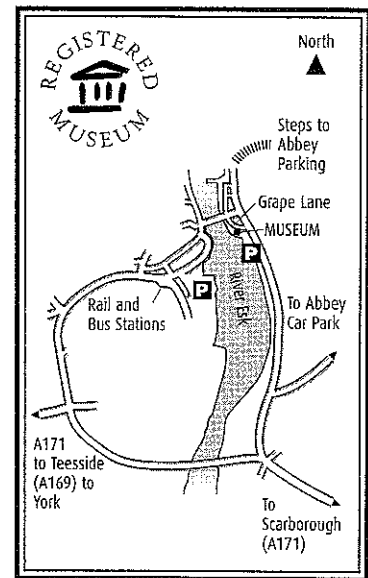 REGISTERED
MUSEUM
North
Steps to
Abbey
Parking
Grape Lane
MUSEUM
P
P
River Esk
Rail and
Bus Stations
To Abbey
Car Park
A171
to Teesside
(A169) to
York
To
Scarborough
(A171)